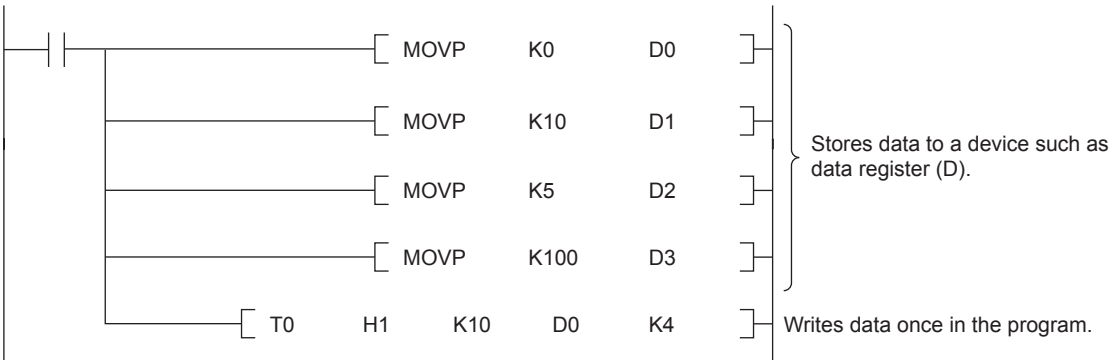 MOVP K0 D0
MOVP K10 D1
Stores data to a device such as
data register (D).
MOVP K5 D2
MOVP K100 D3
T0 H1 K10 D0 K4 Writes data once in the program.